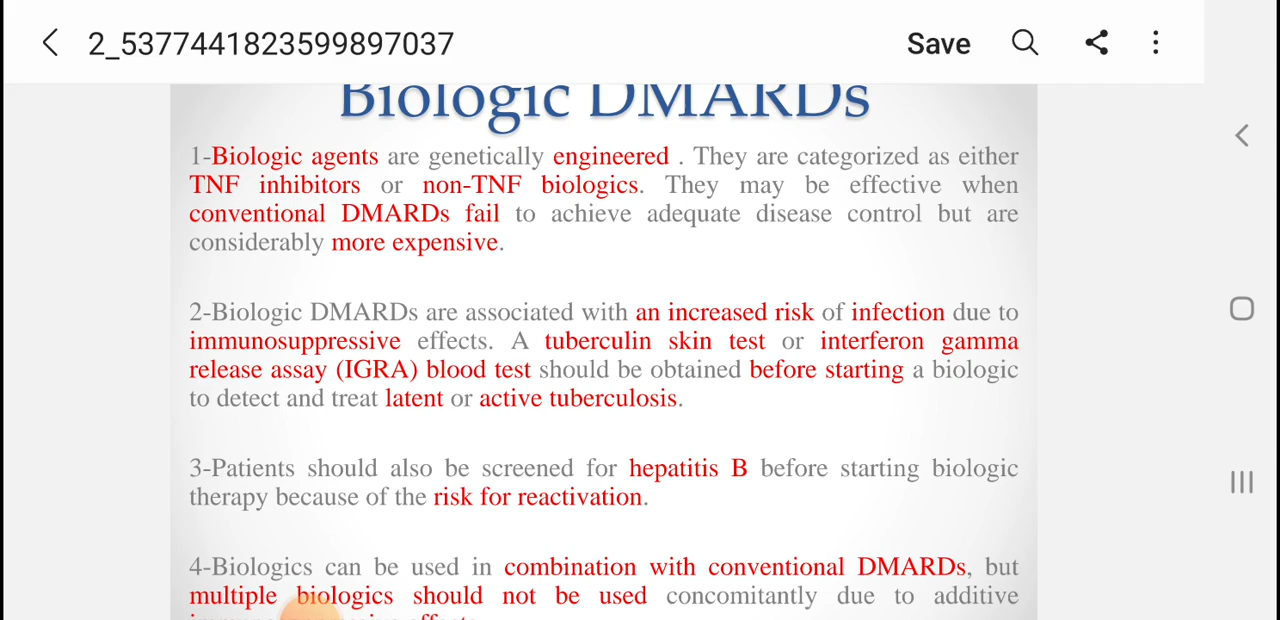 2_5377441823599897037
Save
Biologic DMARDs
1-Biologic agents are genetically engineered . They are categorized as either
TNF inhibitors or non-TNF biologics. They may be effective when
conventional DMARDs fail to achieve adequate disease control but are
considerably more expensive.
2-Biologic DMARDs are associated with an increased risk of infection due to
immunosuppressive effects. A tuberculin skin test or interferon gamma
release assay (IGRA) blood test should be obtained before starting a biologic
to detect and treat latent or active tuberculosis.
3-Patients should also be screened for hepatitis B before starting biologic
therapy because of the risk for reactivation.
4-Biologics can be used in combination with conventional DMARDs, but
multiple biologics should not be used concomitantly due to additive